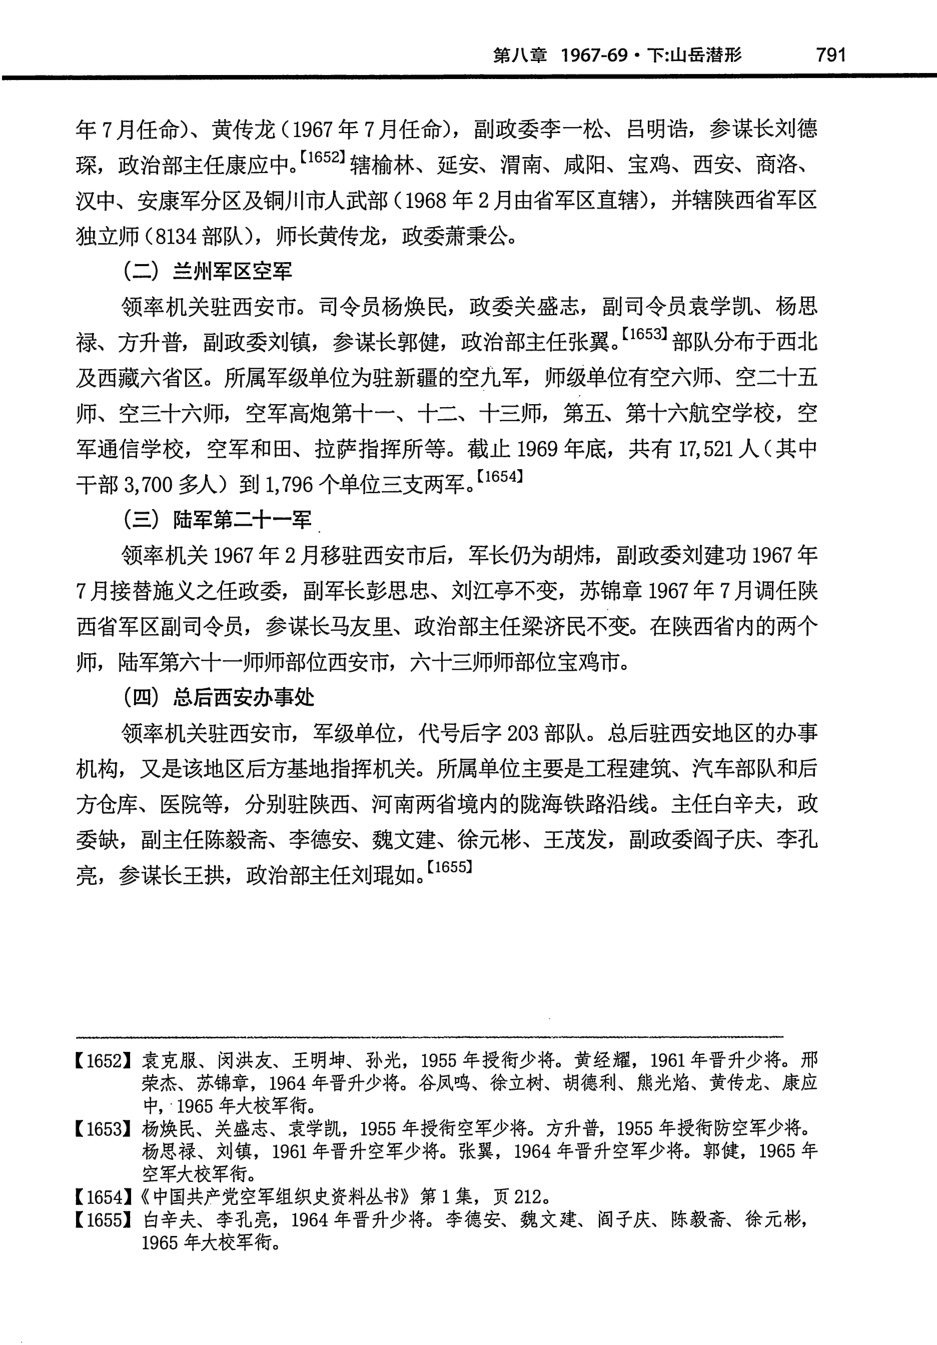 第八章 1967-69·下:山岳潜形 791
年7月任命)、黄传龙(1967年7月任命)，副政委李一松、吕明诰，参谋长刘德
琛，政治部主任康应中。【1652】辖榆林、延安、渭南、咸阳、宝鸡、西安、商洛、
汉中、安康军分区及铜川市人武部(1968年2月由省军区直辖)，并辖陕西省军区
独立师(8134部队)，师长黄传龙，政委萧秉公。
(二) 兰州军区空军
领率机关驻西安市。司令员杨焕民，政委关盛志，副司令员袁学凯、杨思
禄、方升普，副政委刘镇，参谋长郭健，政治部主任张翼。【1653】部队分布于西北
及西藏六省区。所属军级单位为驻新疆的空九军，师级单位有空六师、空二十五
师、空三十六师，空军高炮第十一、十二、十三师，第五、第十六航空学校，空
军通信学校，空军和田、拉萨指挥所等。截止1969年底，共有17,521人(其中
干部3,700多人) 到1,796个单位三支两军。【1654】
(三) 陆军第二十一军
领率机关1967年2月移驻西安市后，军长仍为胡炜，副政委刘建功1967年
7月接替施义之任政委，副军长彭思忠、刘江亭不变，苏锦章1967年7月调任陕
西省军区副司令员，参谋长马友里、政治部主任梁济民不变。在陕西省内的两个
师，陆军第六十一师师部位西安市，六十三师师部位宝鸡市。
(四) 总后西安办事处
领率机关驻西安市，军级单位，代号后字203部队。总后驻西安地区的办事
机构，又是该地区后方基地指挥机关。所属单位主要是工程建筑、汽车部队和后
方仓库、医院等，分别驻陕西、河南两省境内的陇海铁路沿线。主任白辛夫，政
委缺，副主任陈毅斋、李德安、魏文建、徐元彬、王茂发，副政委阎子庆、李孔
亮，参谋长王拱，政治部主任刘琨如。【1655】
【1652】袁克服、闵洪友、王明坤、孙光，1955年授衔少将。黄经耀，1961年晋升少将。邢
荣杰、苏锦章，1964年晋升少将。谷凤鸣、徐立树、胡德利、熊光焰、黄传龙、康应
中，1965年大校军衔。
【1653】杨焕民、关盛志、袁学凯，1955年授衔空军少将。方升普，1955年授衔防空军少将。
杨思禄、刘镇，1961年晋升空军少将。张翼，1964年晋升空军少将。郭健，1965年
空军大校军衔。
【1654】《中国共产党空军组织史资料丛书》第1集，页212。
【1655】白辛夫、李孔亮，1964年晋升少将。李德安、魏文建、阎子庆、陈毅斋、徐元彬，
1965年大校军衔。